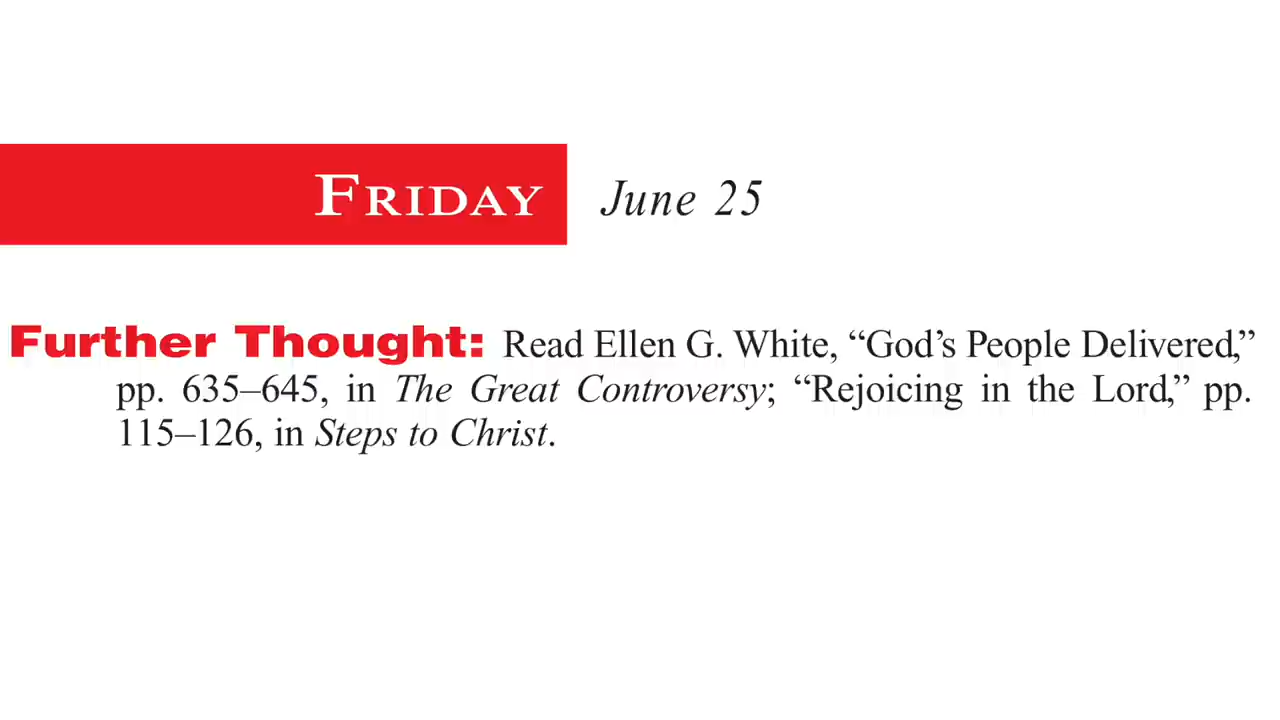 FRIDAY June 25
Further Thought: Read Ellen G. White, “God’s People Delivered,”
pp. 635–645, in The Great Controversy; “Rejoicing in the Lord,” pp.
115–126, in Steps to Christ.